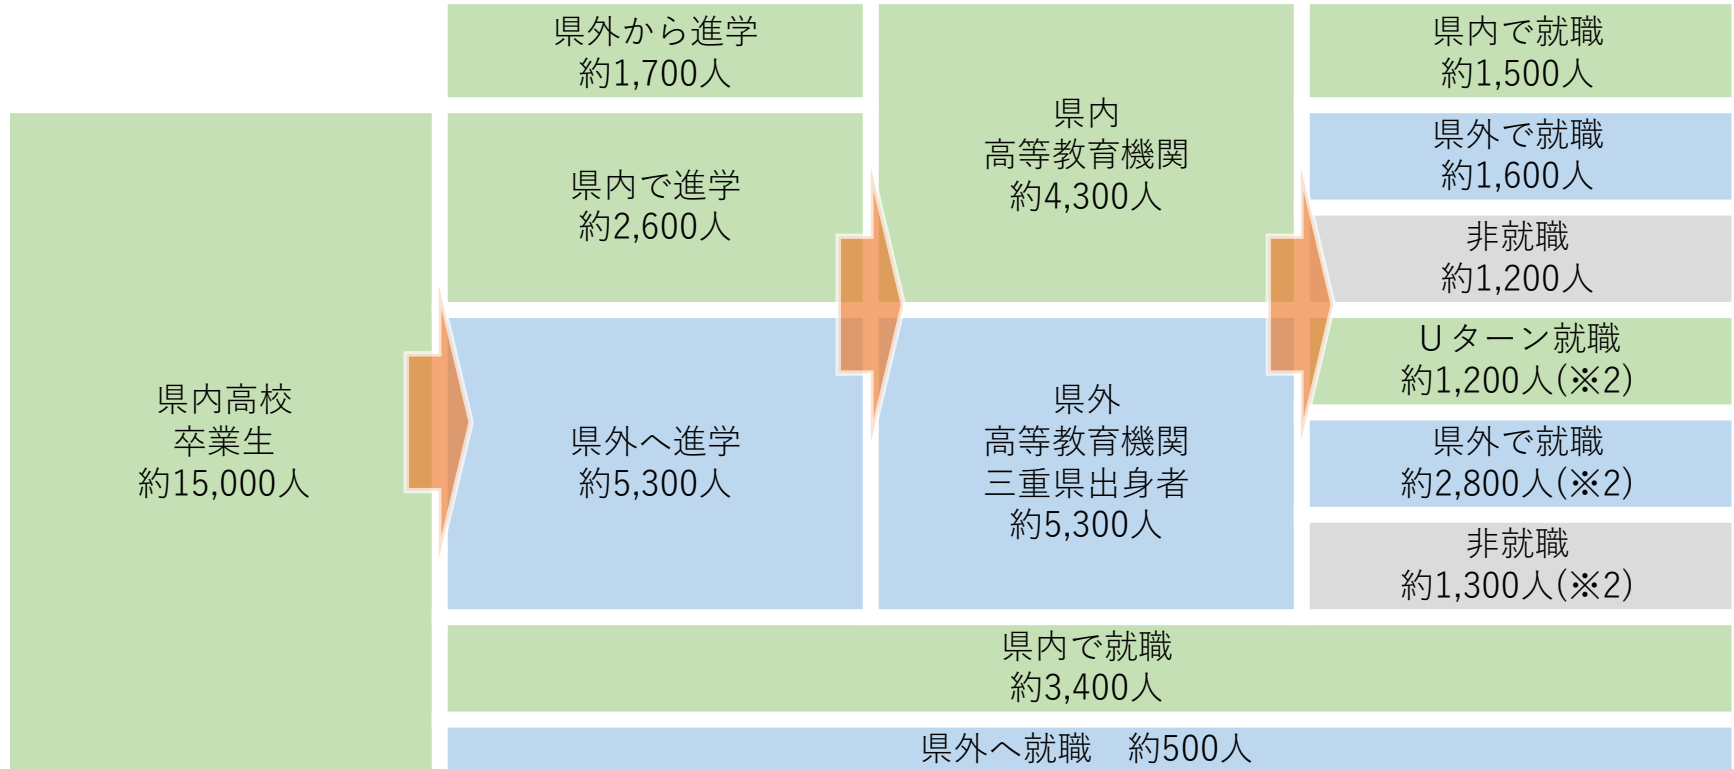 県外から進学
約1,700人
県内で就職
約1,500人
県内
高等教育機関
約4,300人
県外で就職
約1,600人
県内で進学
約2,600人
非就職
約1,200人
Uターン就職
約1,200人(※2)
県内高校
卒業生
約15,000人
県外へ進学
約5,300人
県外
高等教育機関
三重県出身者
約5,300人
県外で就職
約2,800人(※2)
非就職
約1,300人(※2)
県内で就職
約3,400人
県外へ就職　約500人